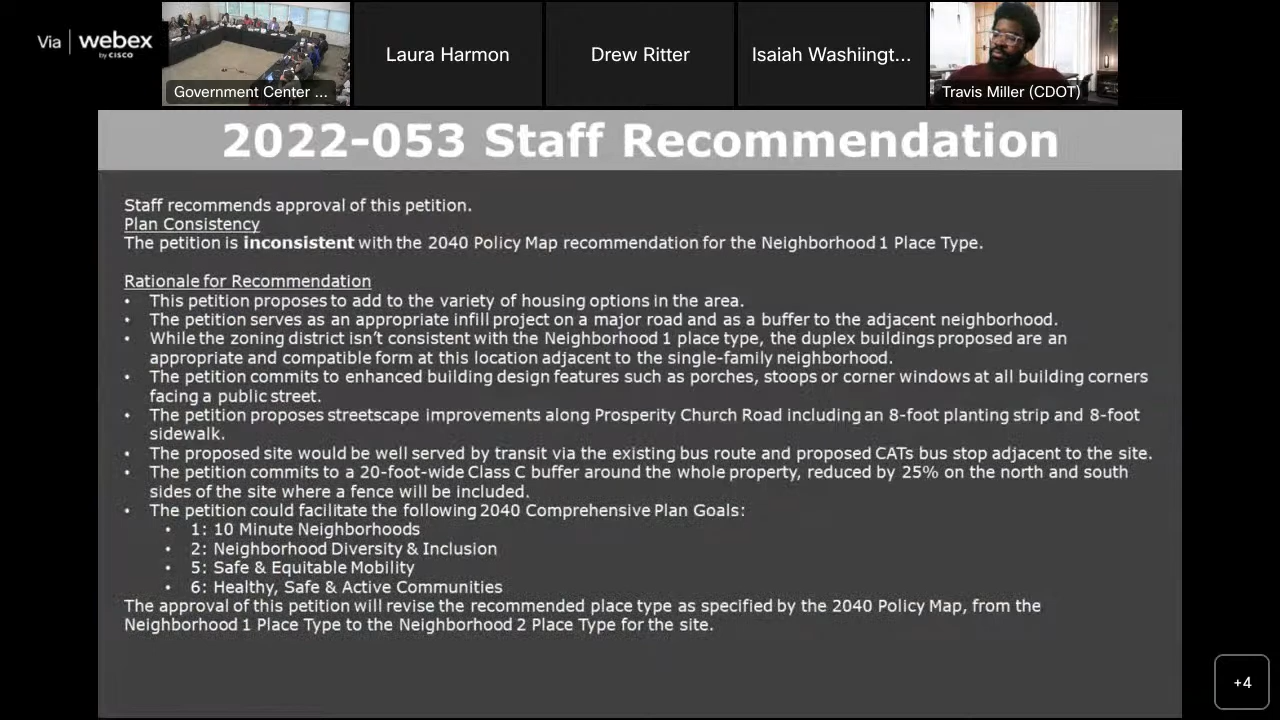 Via | webex
by CISCO
Government Center ...
Laura Harmon
Drew Ritter
Isaiah Washiingt...
Travis Miller (CDOT)
2022-053 Staff Recommendation
Staff recommends approval of this petition.
Plan Consistency
The petition is inconsistent with the 2040 Policy Map recommendation for the Neighborhood 1 Place Type.
Rationale for Recommendation
• This petition proposes to add to the variety of housing options in the area.
• The petition serves as an appropriate infill project on a major road and as a buffer to the adjacent neighborhood.
• While the zoning district isn't consistent with the Neighborhood 1 place type, the duplex buildings proposed are an
appropriate and compatible form at this location adjacent to the single-family neighborhood.
• The petition commits to enhanced building design features such as porches, stoops or corner windows at all building corners
facing a public street.
• The petition proposes streetscape improvements along Prosperity Church Road including an 8-foot planting strip and 8-foot
sidewalk.
• The proposed site would be well served by transit via the existing bus route and proposed CATs bus stop adjacent to the site.
• The petition commits to a 20-foot-wide Class C buffer around the whole property, reduced by 25% on the north and south
sides of the site where a fence will be included.
• The petition could facilitate the following 2040 Comprehensive Plan Goals:
• 1: 10 Minute Neighborhoods
• 2: Neighborhood Diversity & Inclusion
• 5: Safe & Equitable Mobility
• 6: Healthy, Safe & Active Communities
The approval of this petition will revise the recommended place type as specified by the 2040 Policy Map, from the
Neighborhood 1 Place Type to the Neighborhood 2 Place Type for the site.
+4